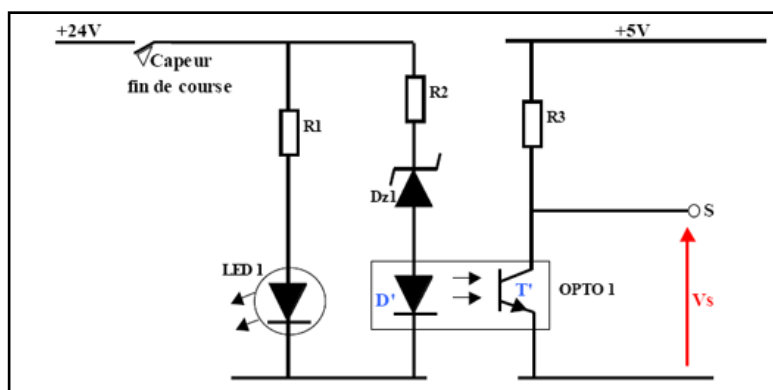 +24V
+5V
Capeur
fin de course
R2
R1
R3
Dz1
S
LED 1
D'
T'
OPTO 1
Vs